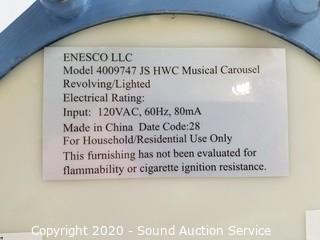 ENESCO LLC
Model 4009747 JS HWC Musical Carousel
Revolving/Lighted
Electrical Rating:
Input: 120VAC, 60Hz, 80mA
Made in China Date Code:28
For Household/Residential Use Only
This furnishing has not been evaluated for
flammability or cigarette ignition resistance.
Copyright 2020 - Sound Auction Service